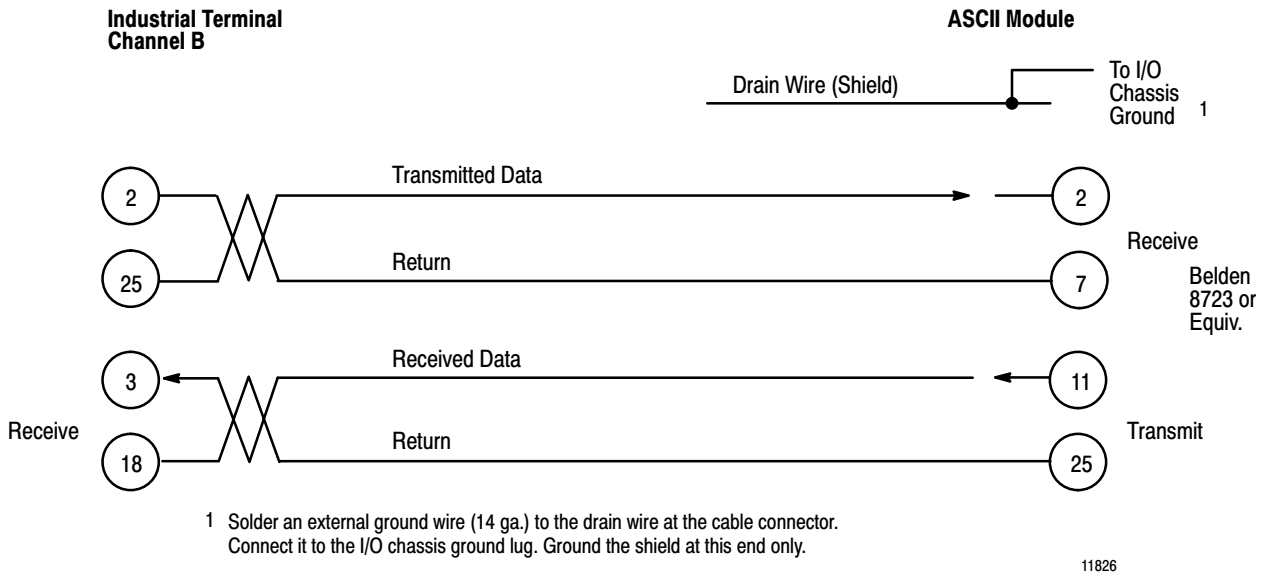 Industrial Terminal
Channel B
ASCII Module
Drain Wire (Shield)
To I/O
Chassis
Ground 1
2
Transmitted Data
2
Receive
25
Return
7
Belden
8723 or
Equiv.
3
Received Data
11
Receive
Transmit
18
Return
25
1 Solder an external ground wire (14 ga.) to the drain wire at the cable connector.
Connect it to the I/O chassis ground lug. Ground the shield at this end only.
11826